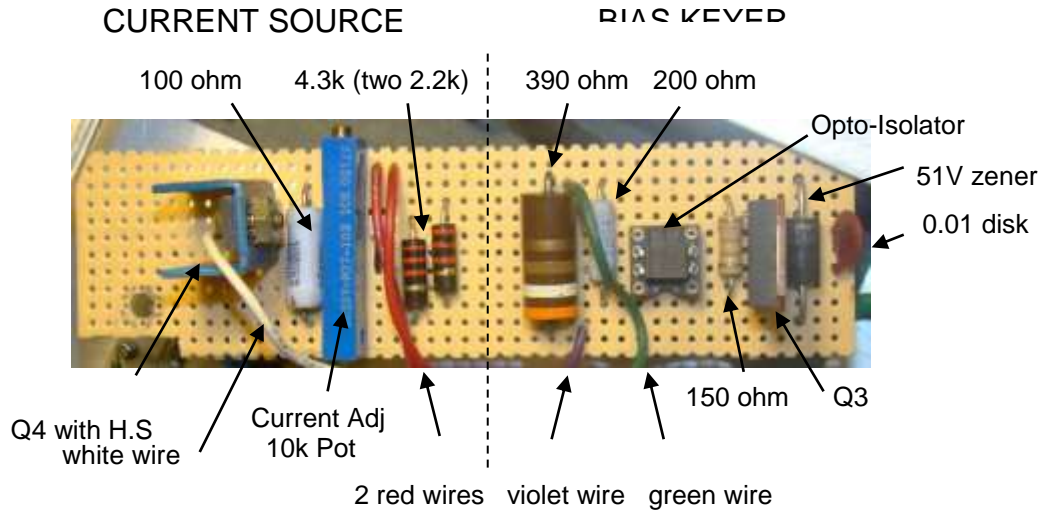 CURRENT SOURCE
BIAS KEYER
100 ohm
4.3k (two 2.2k)
390 ohm
200 ohm
Opto-Isolator
51V zener
0.01 disk
150 ohm
Q3
Q4 with H.S
white wire
Current Adj
10k Pot
2 red wires
violet wire
green wire